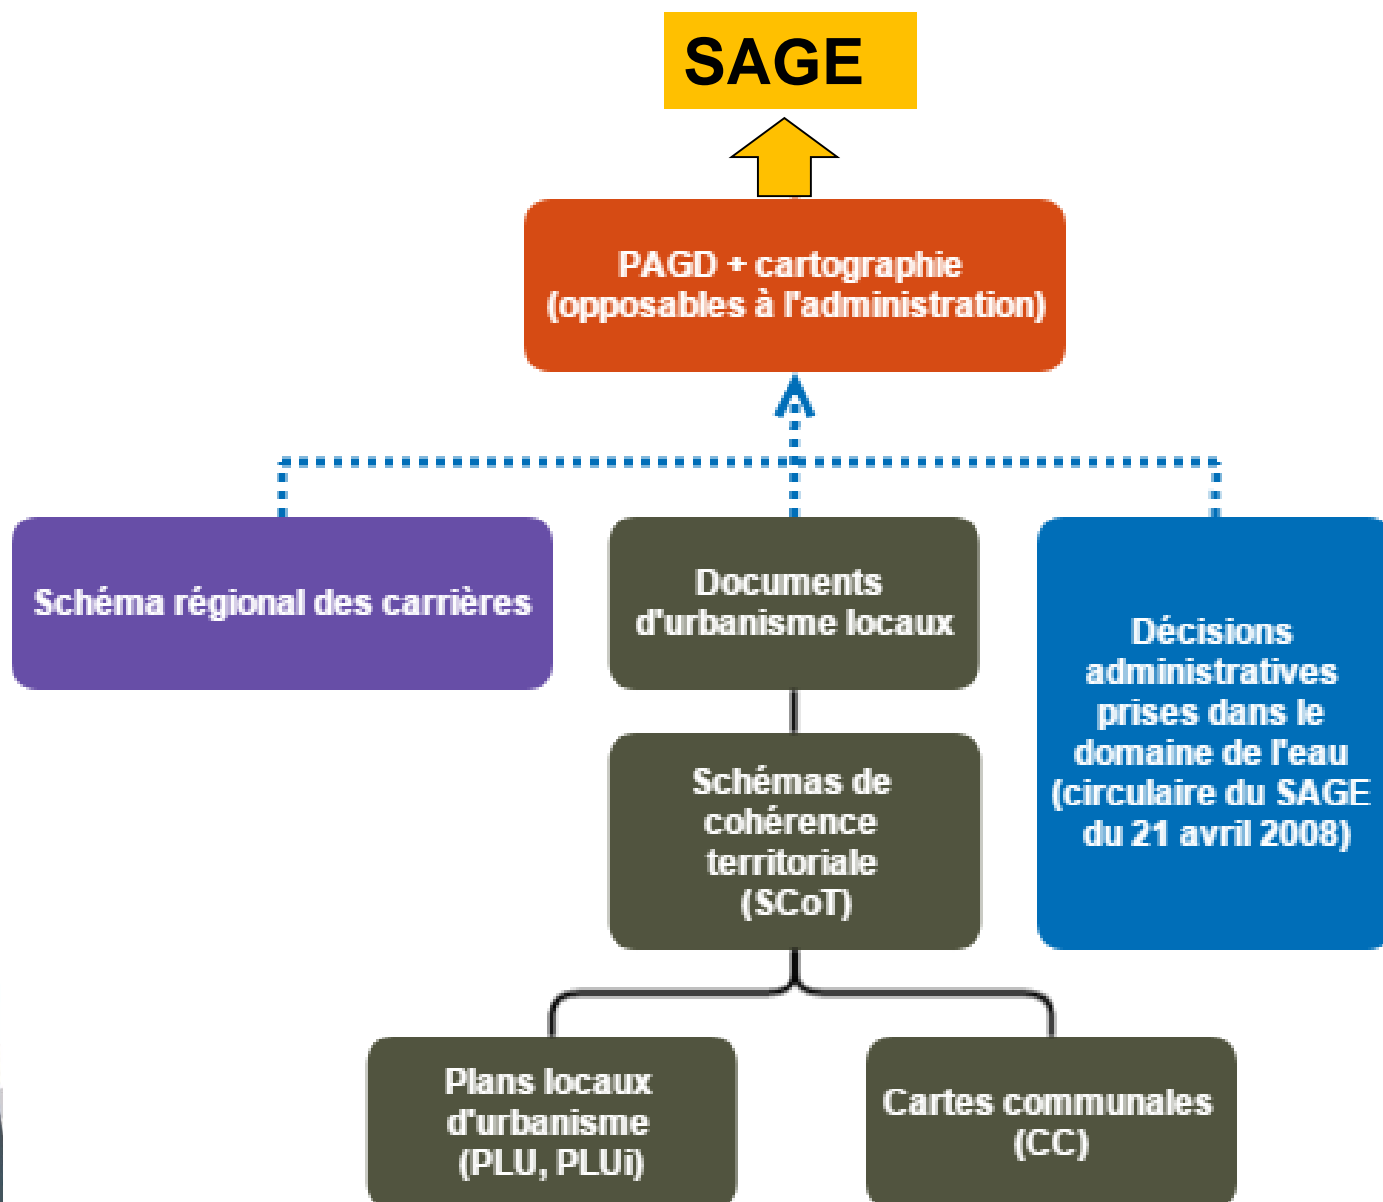 SAGE
PAGD + cartographie
(opposables à l'administration)
Schéma régional des carrières
Documents
d'urbanisme locaux
Décisions
administratives
prises dans le
domaine de l'eau
(circulaire du SAGE
du 21 avril 2008)
Schémas de
cohérence
territoriale
(SCoT)
Plans locaux
d'urbanisme
(PLU, PLUi)
Cartes communales
(CC)